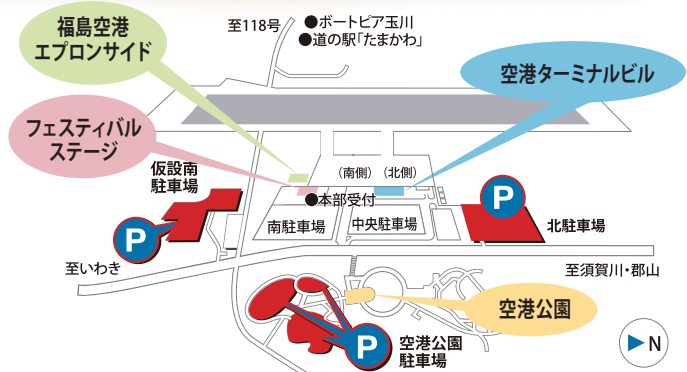 福島空港
エプロンサイド
至118号
●ボートピア玉川
●道の駅「たまかわ」
空港ターミナルビル
フェスティバル
ステージ
仮設南
駐車場
(南側)
(北側)
●本部受付
P
P
南駐車場
中央駐車場
北駐車場
至いわき
至須賀川・郡山
空港公園
P
空港公園
駐車場
N